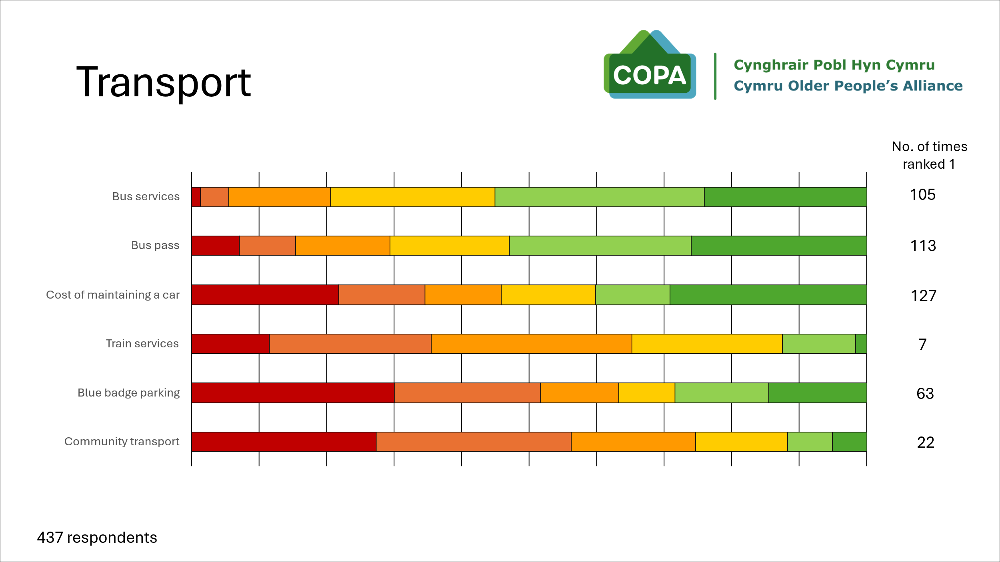 Transport
COPA
Cynghrair Pobl Hyn Cymru
Cymru Older People's Alliance
No. of times
ranked 1
Bus services 105
Bus pass 113
Cost of maintaining a car 127
Train services 7
Blue badge parking 63
Community transport 22
437 respondents